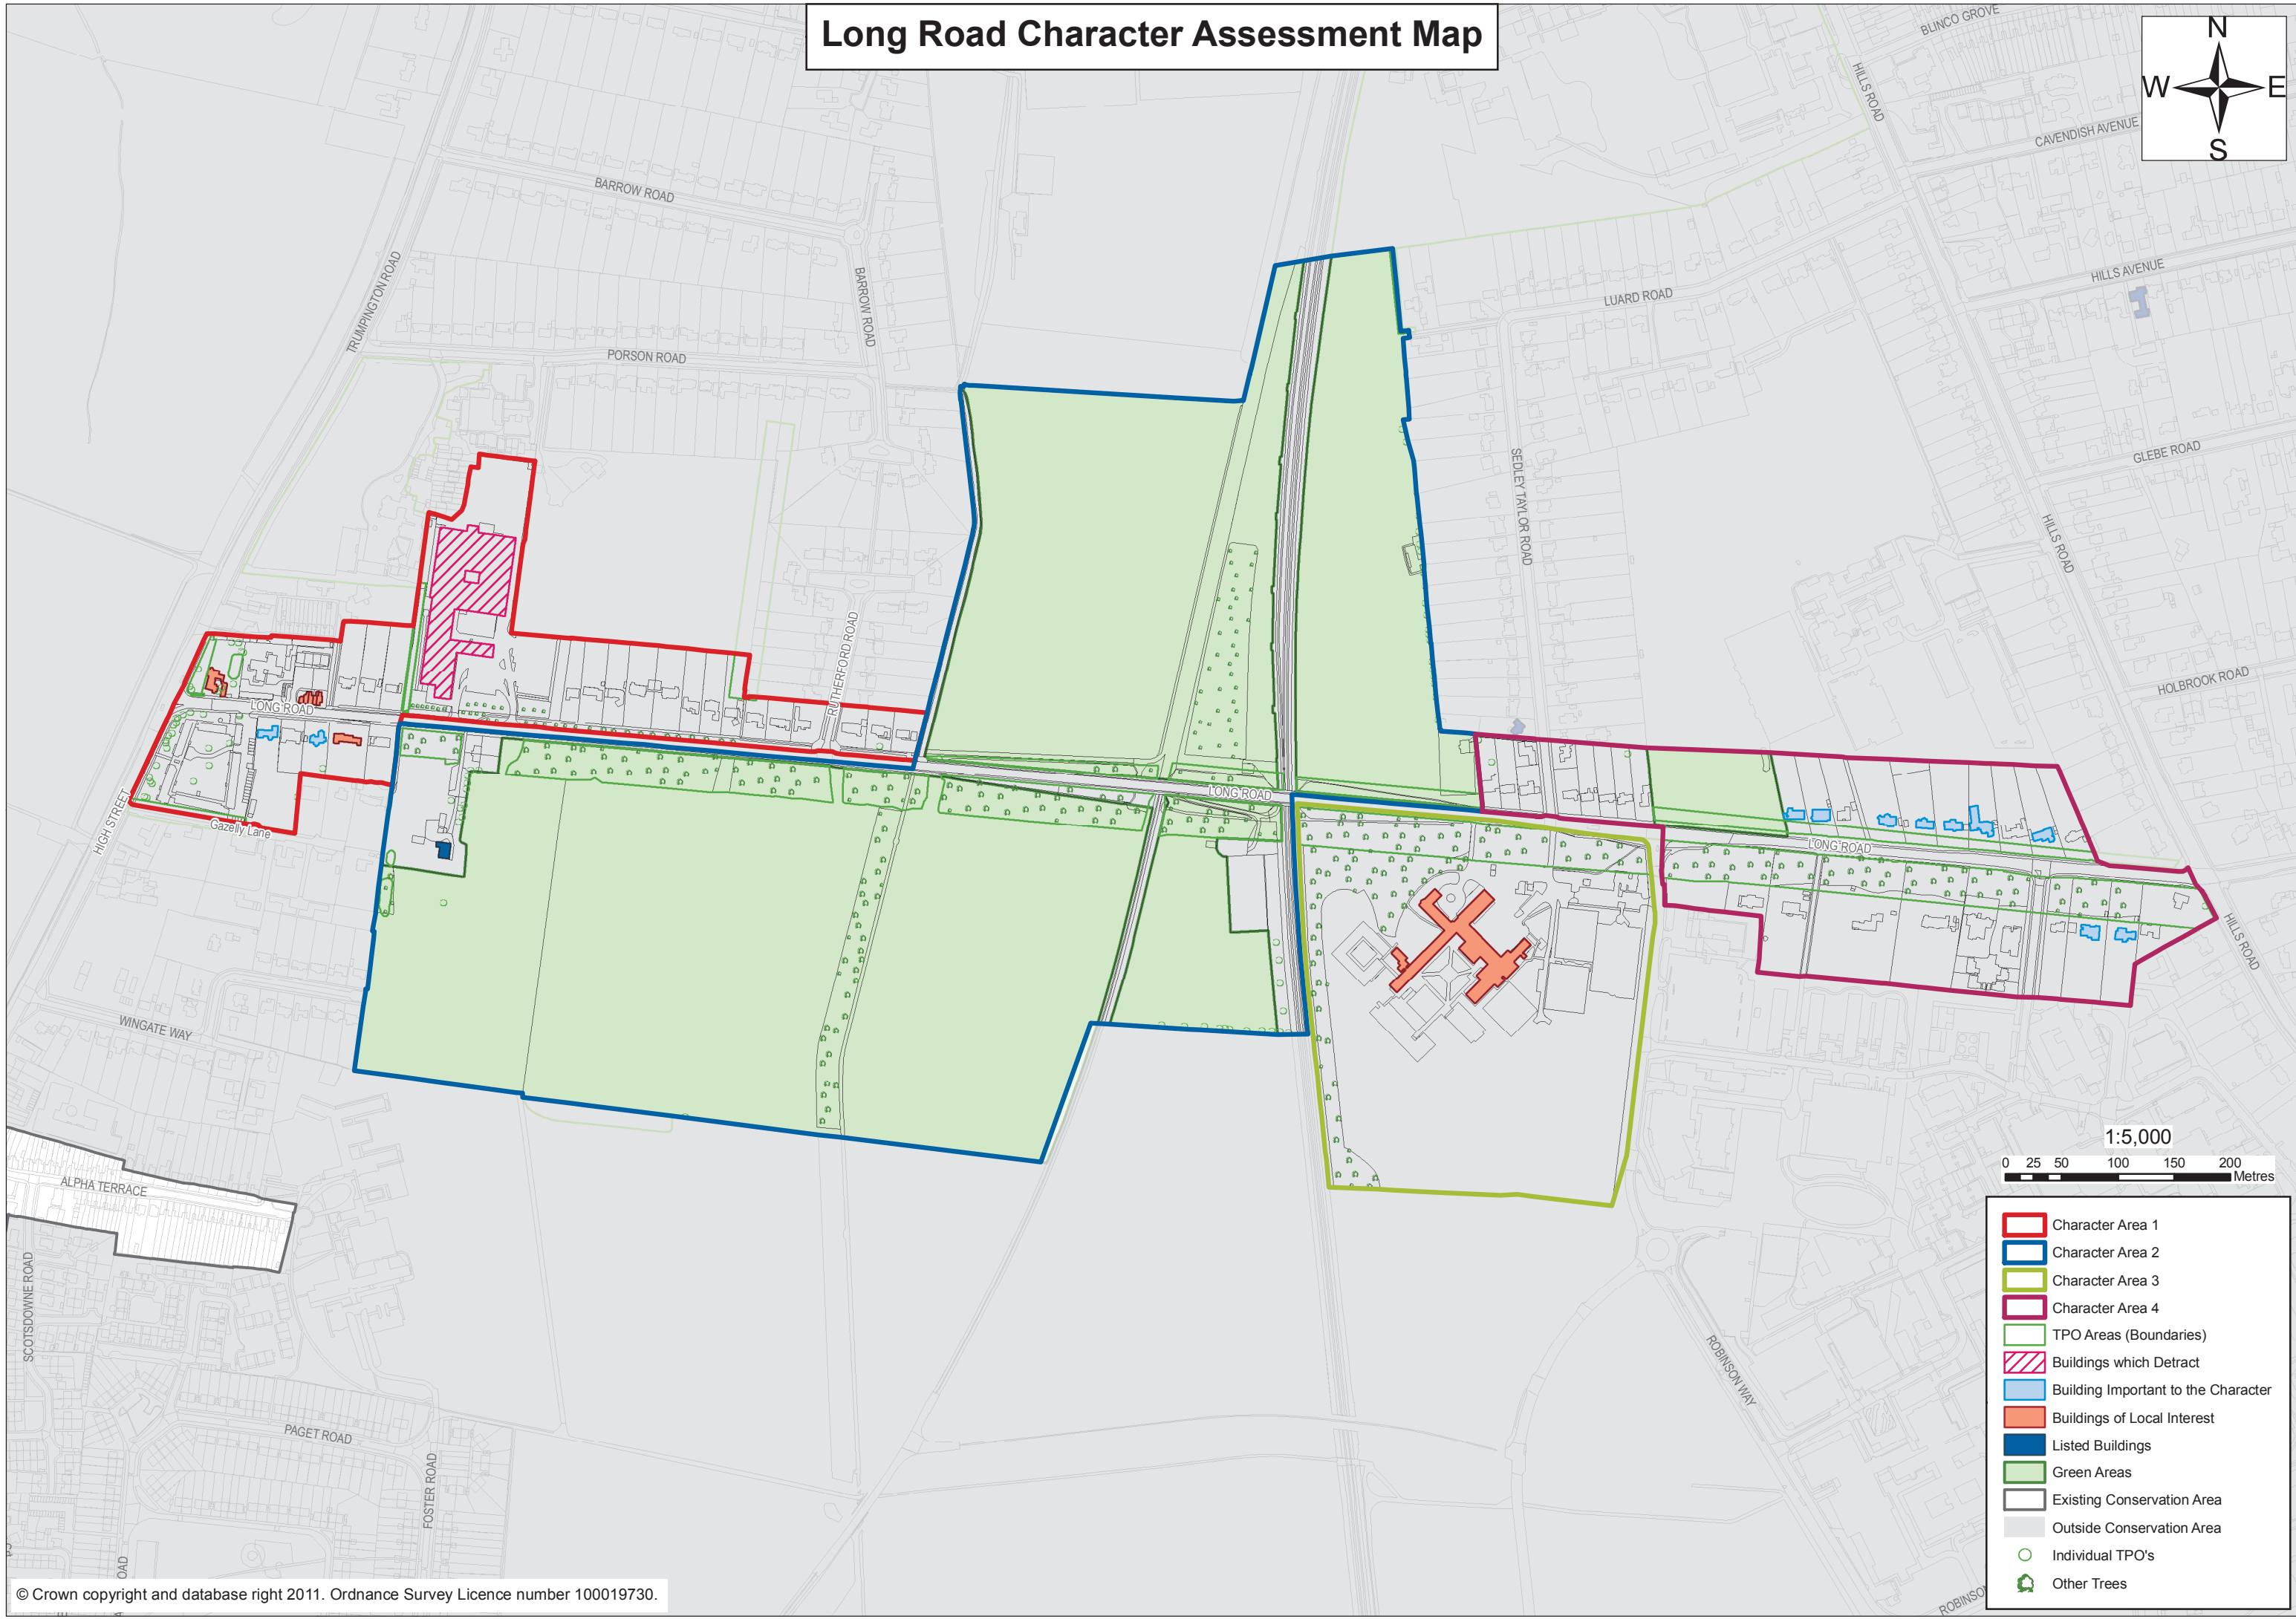 Long Road Character Assessment Map
N
W
E
S
BLINCO GROVE
HILLS ROAD
CAVENDISH AVENUE
BARROW ROAD
TRUMPINGTON ROAD
BARROW ROAD
HILLS AVENUE
LUARD ROAD
PORSON ROAD
GLEBE ROAD
SEDLEY TAYLOR ROAD
HILLS ROAD
RUTHERFORD ROAD
HOLBROOK ROAD
LONG ROAD
LONG ROAD
HIGH STREET
Gazelly Lane
LONG ROAD
HILLS ROAD
WINGATE WAY
ALPHA TERRACE
SCOTSDOWNE ROAD
PAGET ROAD
FOSTER ROAD
OAD
ROBINSON WAY
ROBINSON
1:5,000
0 25 50 100 150 200
Metres
Character Area 1
Character Area 2
Character Area 3
Character Area 4
TPO Areas (Boundaries)
Buildings which Detract
Building Important to the Character
Buildings of Local Interest
Listed Buildings
Green Areas
Existing Conservation Area
Outside Conservation Area
Individual TPO's
Other Trees
© Crown copyright and database right 2011. Ordnance Survey Licence number 100019730.